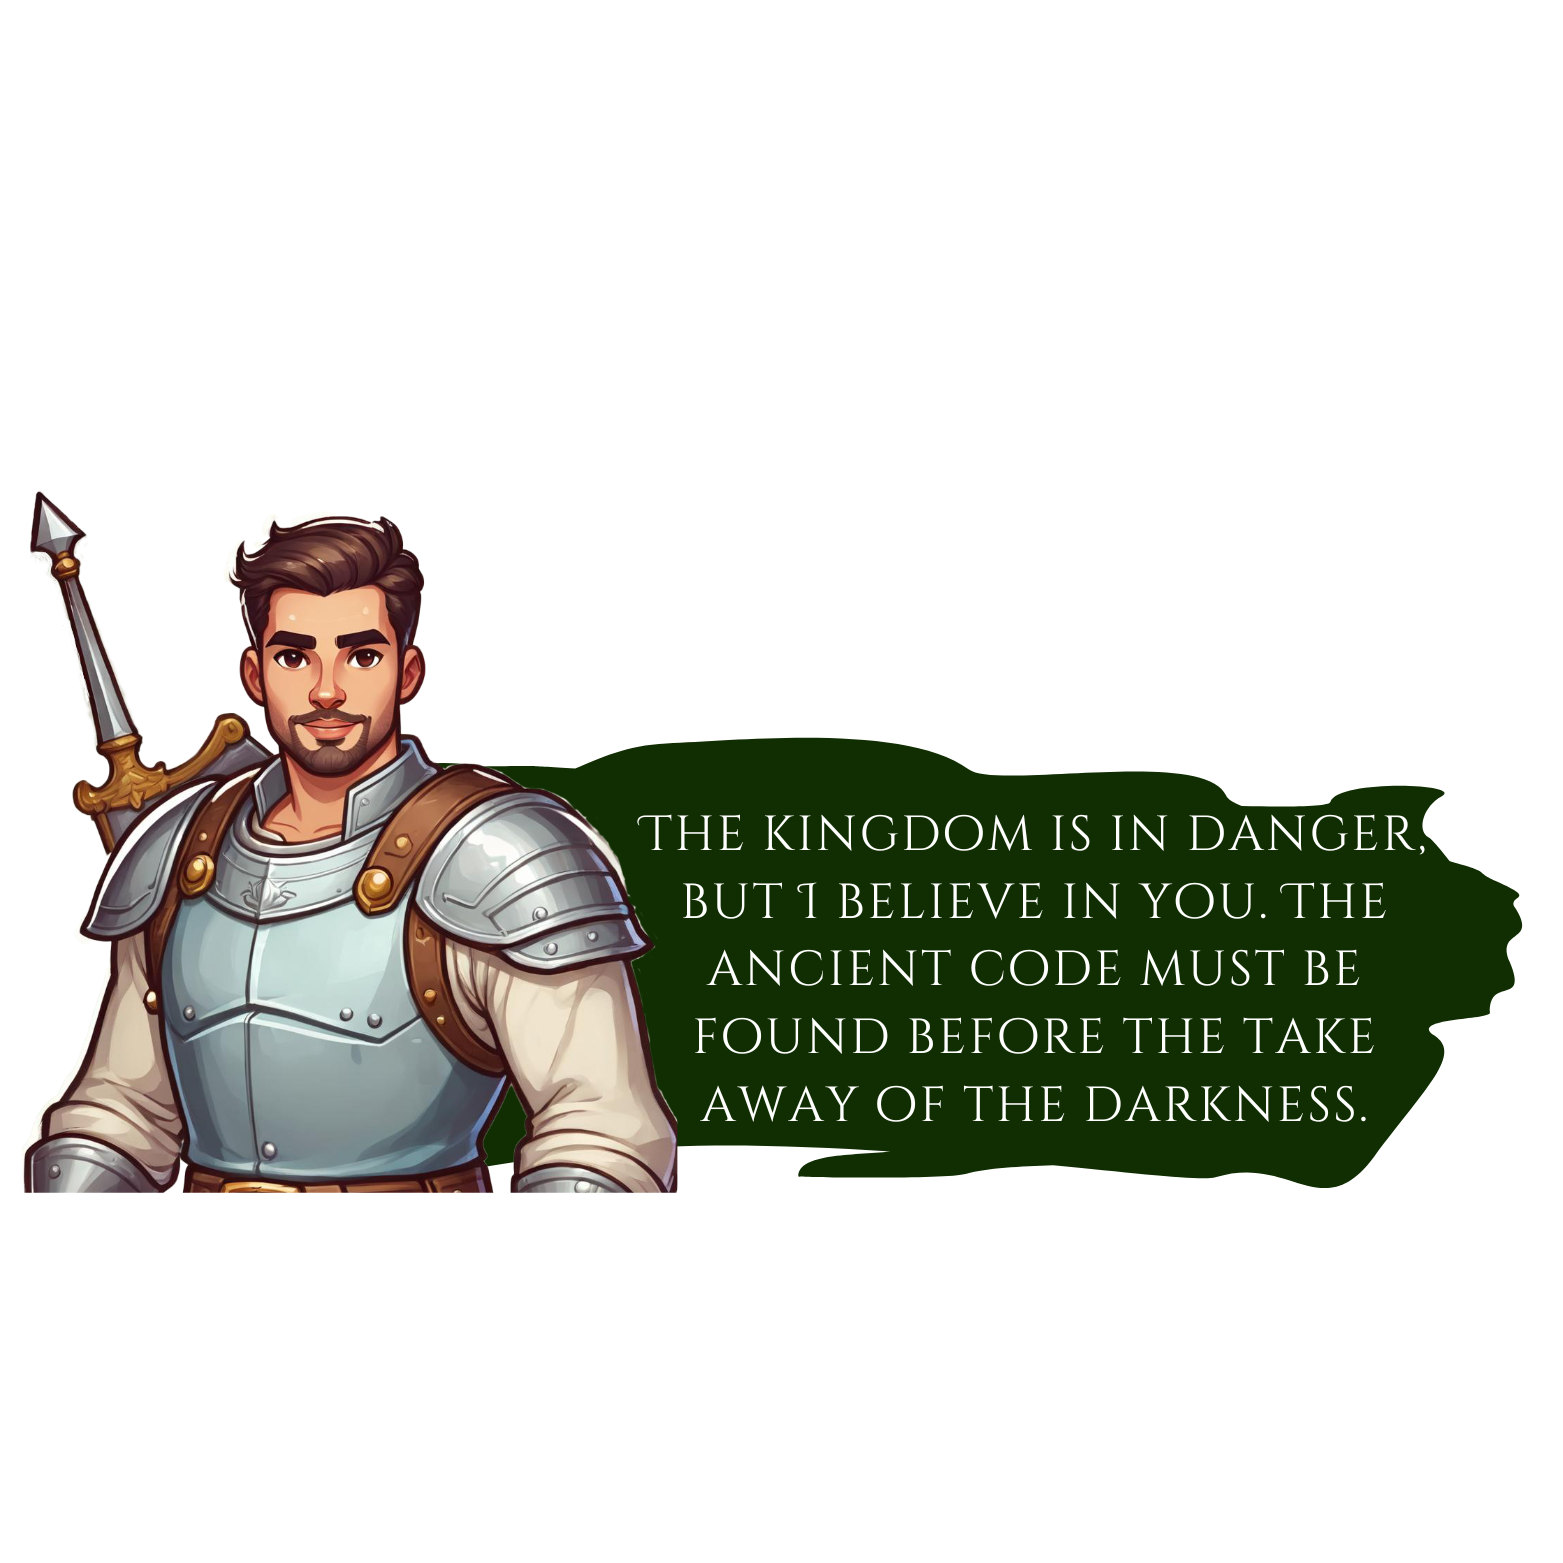 The kingdom is in danger,
but I believe in you. The
ancient code must be
found before the take
away of the darkness.